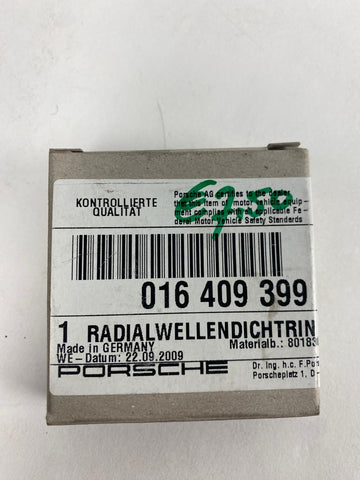 KONTROLLIERTE
QUALITÄT
Porsche AG certifies to the dealer
that this item of motor vehicle equip-
ment complies with applicable Fe-
deral Motor Vehicle Safety Standards
016 409 399
1 RADIALWELLENDICHTRIN
Made in GERMANY Materialb.: 80183
WE-Datum: 22.09.2009
PORSCHE
Dr. Ing. h.c. F.Por
Porscheplatz 1, D-